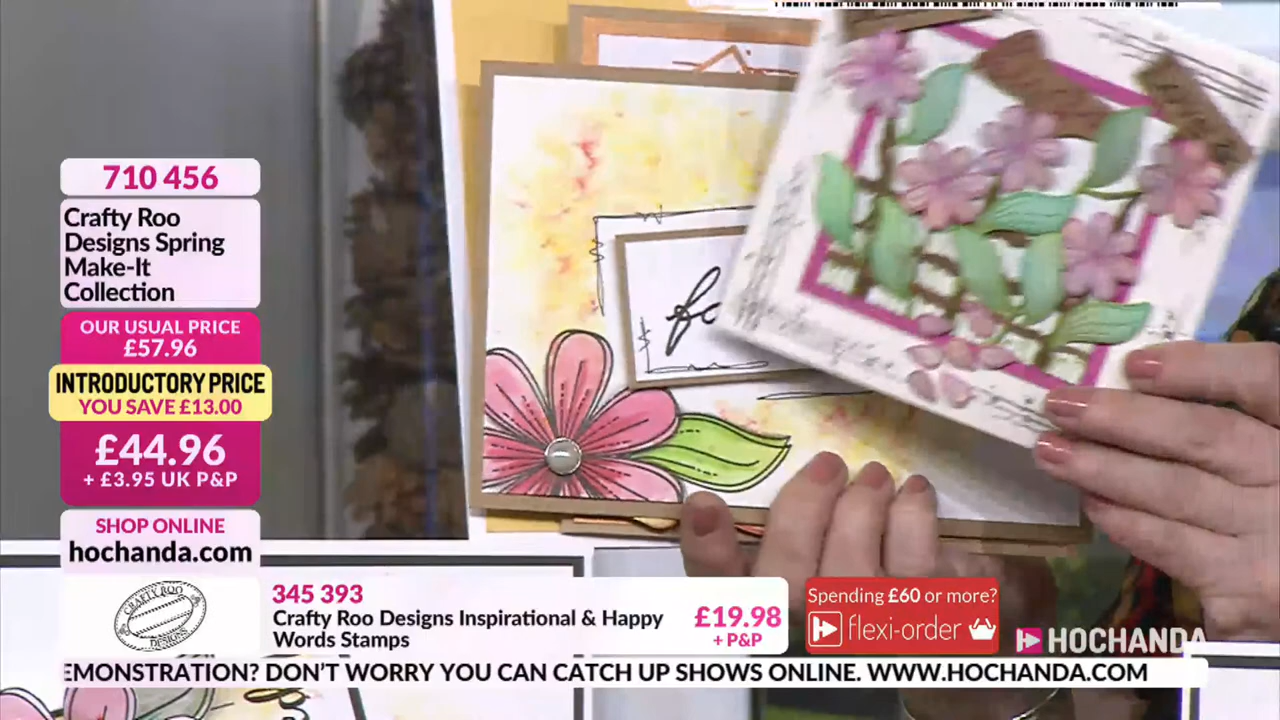 710 456
Crafty Roo
Designs Spring
Make-It
Collection
OUR USUAL PRICE
£57.96
INTRODUCTORY PRICE
YOU SAVE £13.00
£44.96
+ £3.95 UK P&P
SHOP ONLINE
hochanda.com
CRAFTY ROO
DESIGNS
345 393
Crafty Roo Designs Inspirational & Happy
Words Stamps
£19.98
+ P&P
Spending £60 or more?
flexi-order
HOCHANDA
EMONSTRATION? DON'T WORRY YOU CAN CATCH UP SHOWS ONLINE. WWW.HOCHANDA.COM